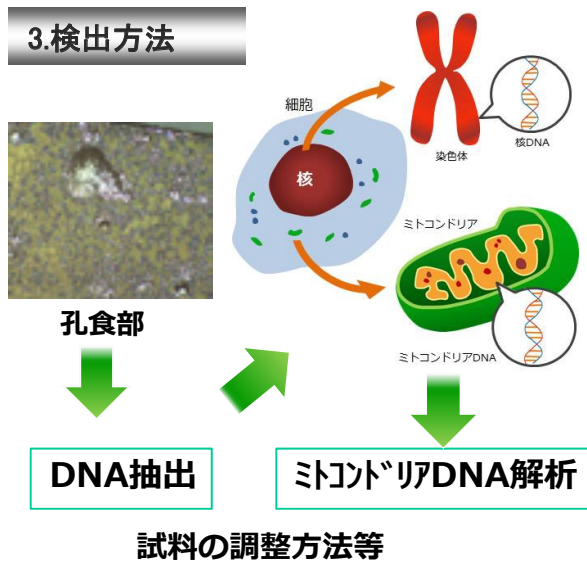 3.検出方法
細胞
核
染色体
核DNA
ミトコンドリア
ミトコンドリアDNA
孔食部
DNA抽出
ﾐﾄｺﾝﾄﾞﾘｱDNA解析
試料の調整方法等